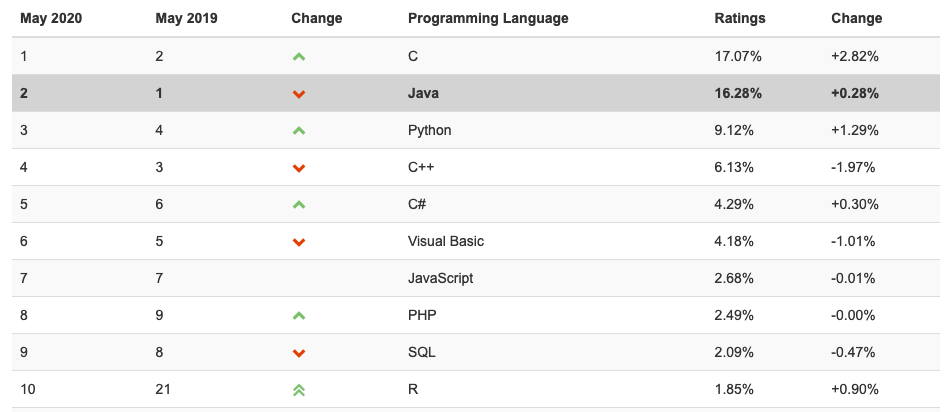 May 2020 May 2019 Change Programming Language Ratings Change
1 2 C 17.07% +2.82%
2 1 Java 16.28% +0.28%
3 4 Python 9.12% +1.29%
4 3 C++ 6.13% -1.97%
5 6 C# 4.29% +0.30%
6 5 Visual Basic 4.18% -1.01%
7 7 JavaScript 2.68% -0.01%
8 9 PHP 2.49% -0.00%
9 8 SQL 2.09% -0.47%
10 21 R 1.85% +0.90%